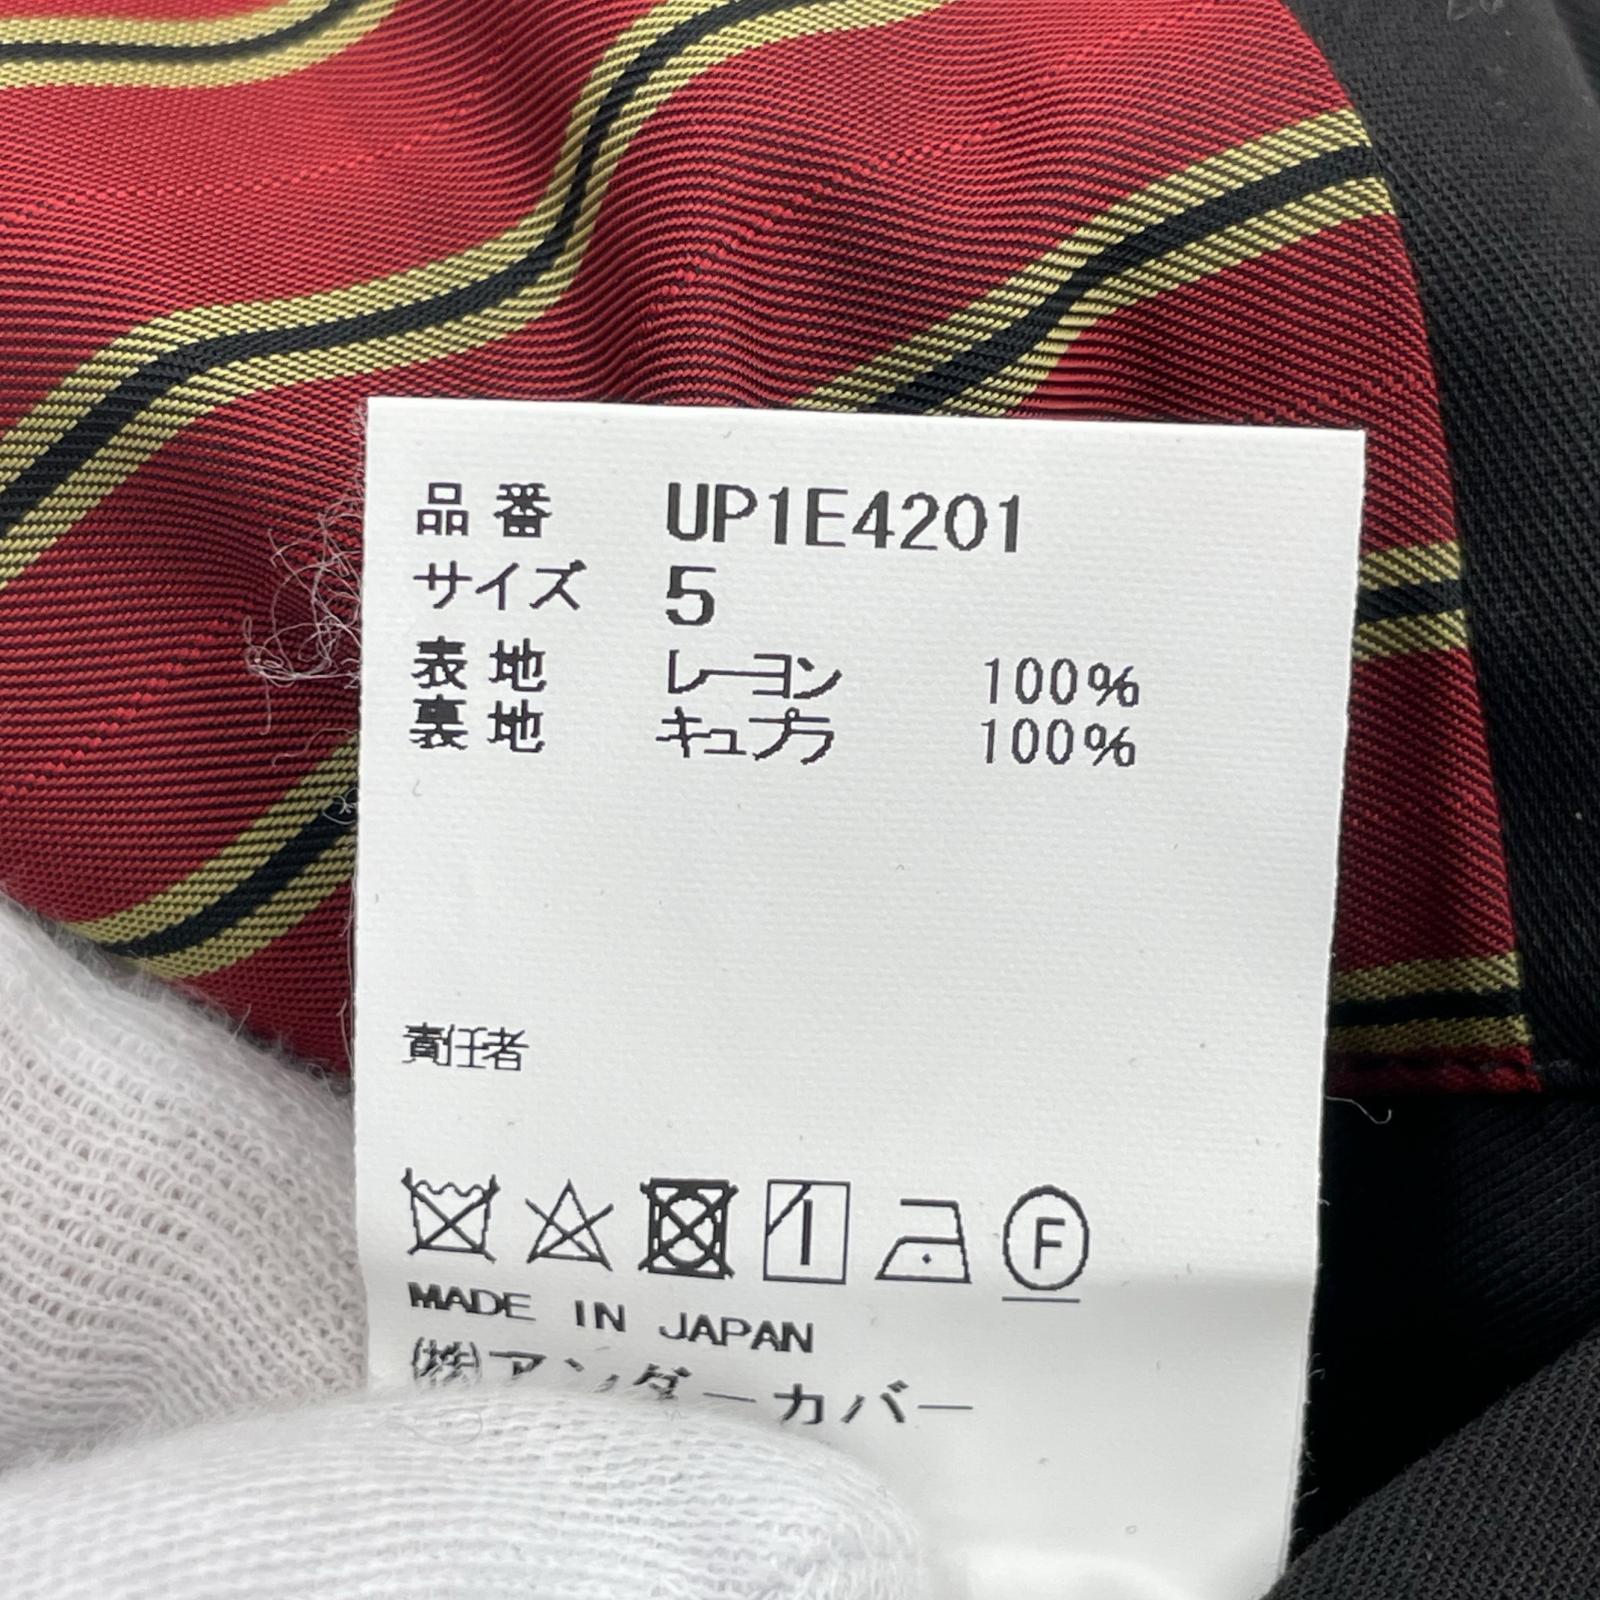 品番 UP1E4201
サイズ 5
表地 レーヨン 100%
裏地 キュプラ 100%
責任者
F
MADE IN JAPAN
㈱アンダーカバー